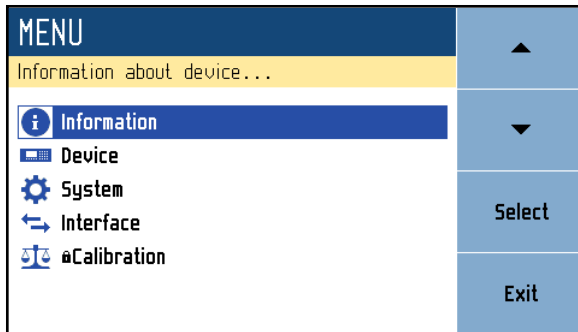 MENU
Information about device...
Information
Device
System
Interface
Calibration
Select
Exit